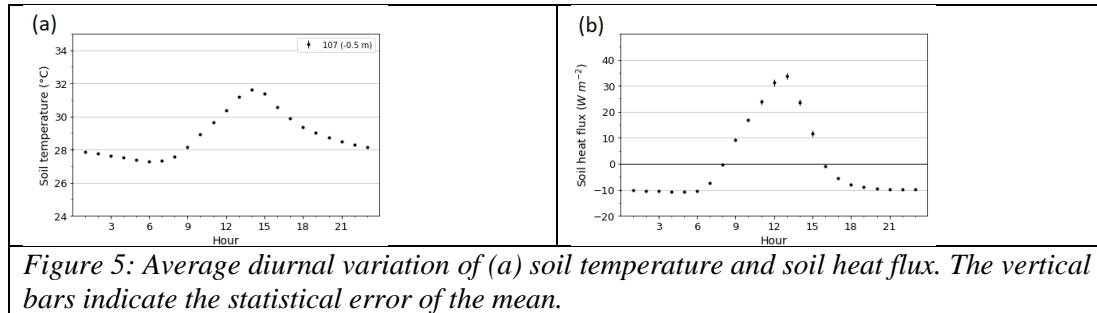 (a)
107 (-0.5 m)
Soil temperature (°C)
34
32
30
28
26
24
3 6 9 12 15 18 21
Hour
(b)
Soil heat flux (W m⁻²)
40
30
20
10
0
−10
−20
3 6 9 12 15 18 21
Hour
Figure 5: Average diurnal variation of (a) soil temperature and soil heat flux. The vertical
bars indicate the statistical error of the mean.